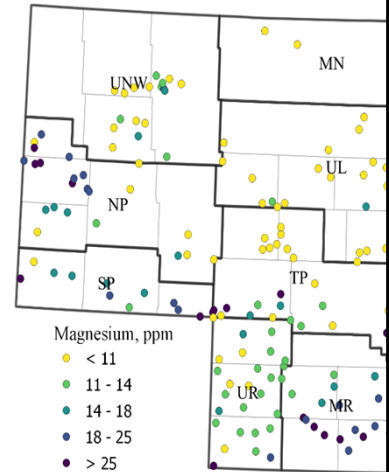 MN
UNW
UL
NP
TP
SP
Magnesium, ppm
< 11
11 - 14
14 - 18
18 - 25
> 25
UR
MR